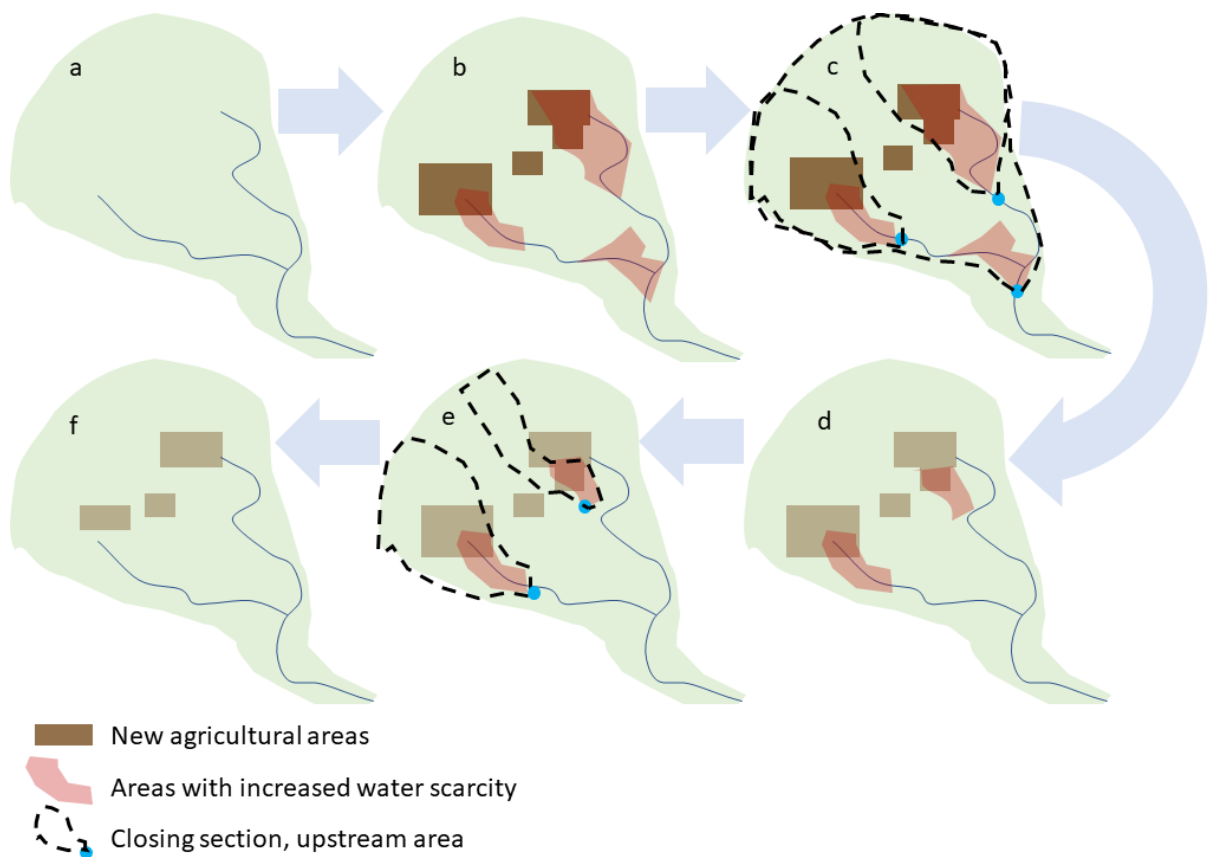 a
b
c
f
e
d
New agricultural areas
Areas with increased water scarcity
Closing section, upstream area